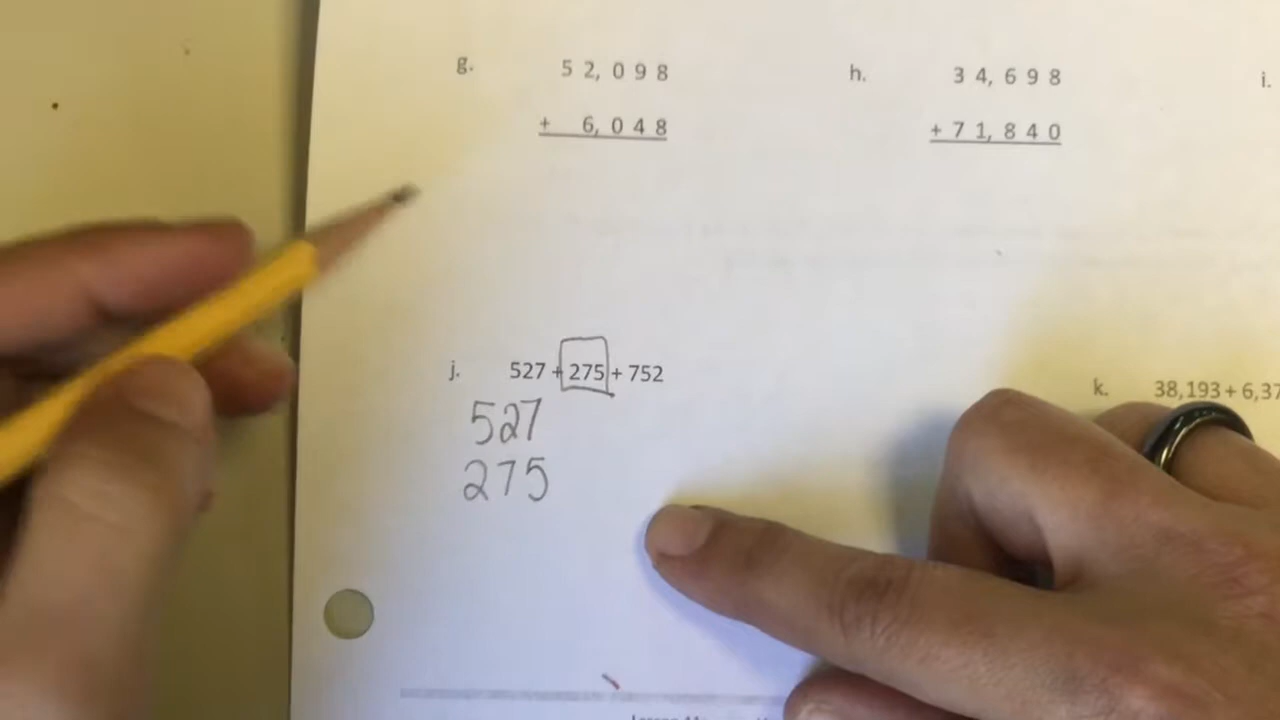 g. 52,098
+ 6,048
h. 34,698
+ 71,840
i.
j. 527 + 275 + 752
527
275
k. 38,193 + 6,37